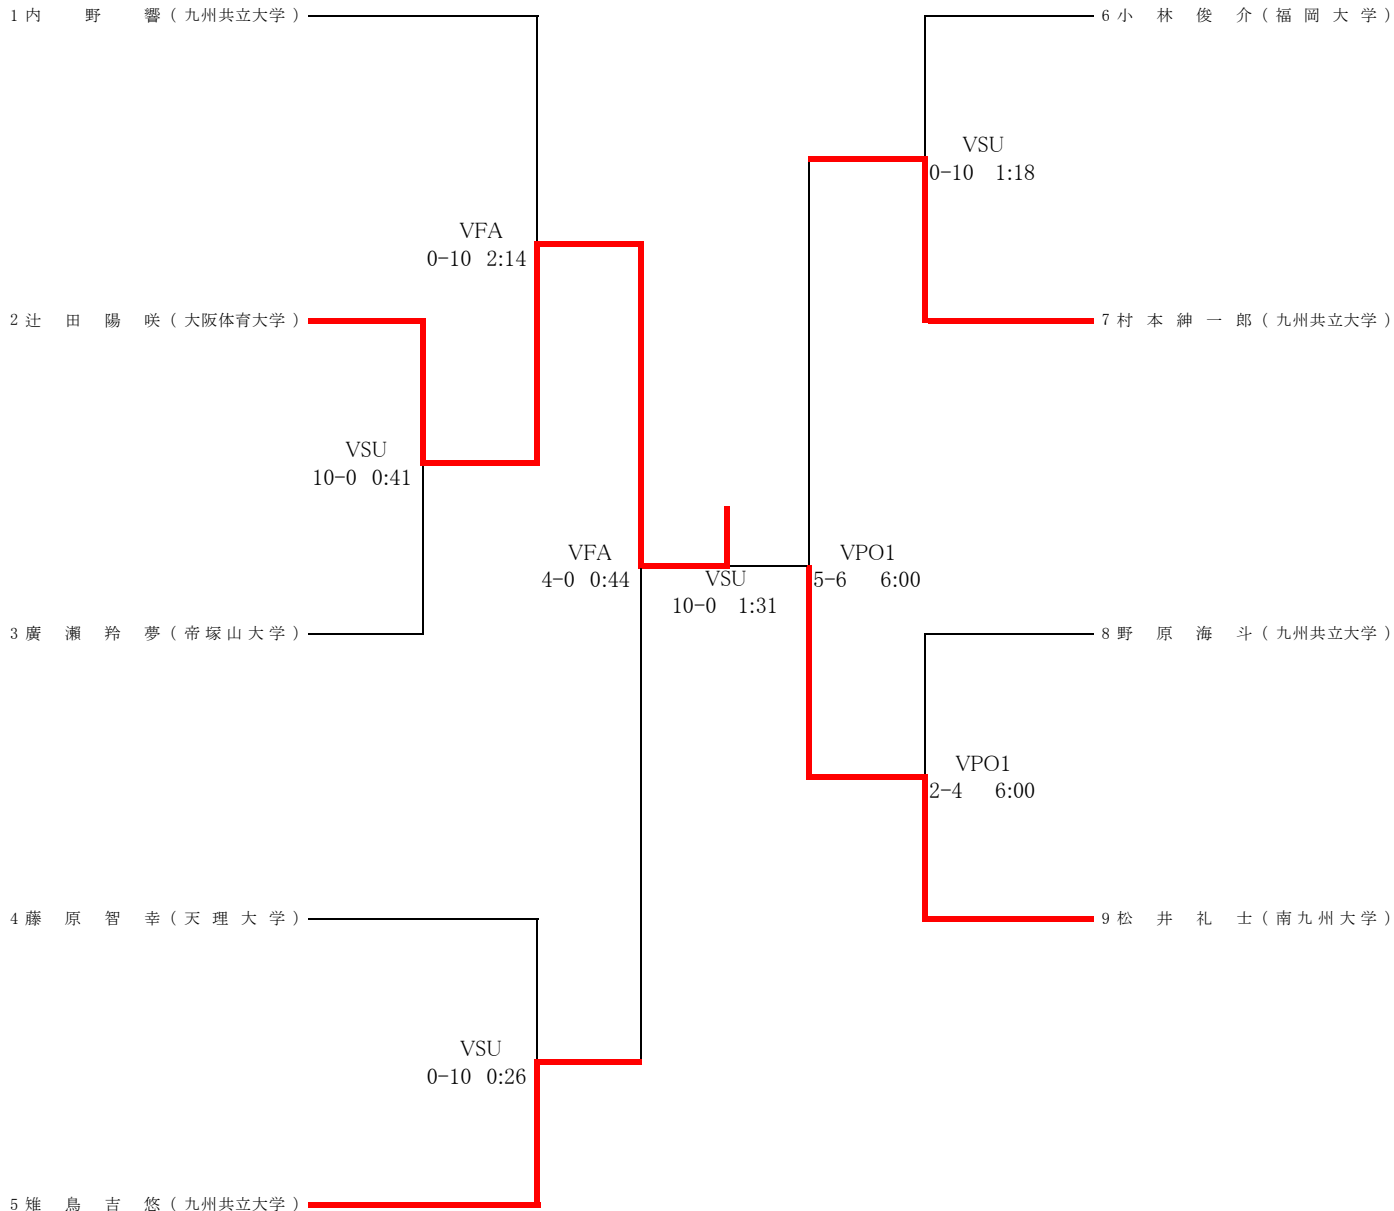 1 内野響（九州共立大学）
6 小林俊介（福岡大学）
VSU
0-10 1:18
VFA
0-10 2:14
2 辻田陽咲（大阪体育大学）
7 村本紳一郎（九州共立大学）
VSU
10-0 0:41
VFA
4-0 0:44
VSU
10-0 1:31
VPO1
5-6 6:00
3 廣瀬羚夢（帝塚山大学）
8 野原海斗（九州共立大学）
VPO1
2-4 6:00
4 藤原智幸（天理大学）
9 松井礼士（南九州大学）
VSU
0-10 0:26
5 雉鳥吉悠（九州共立大学）